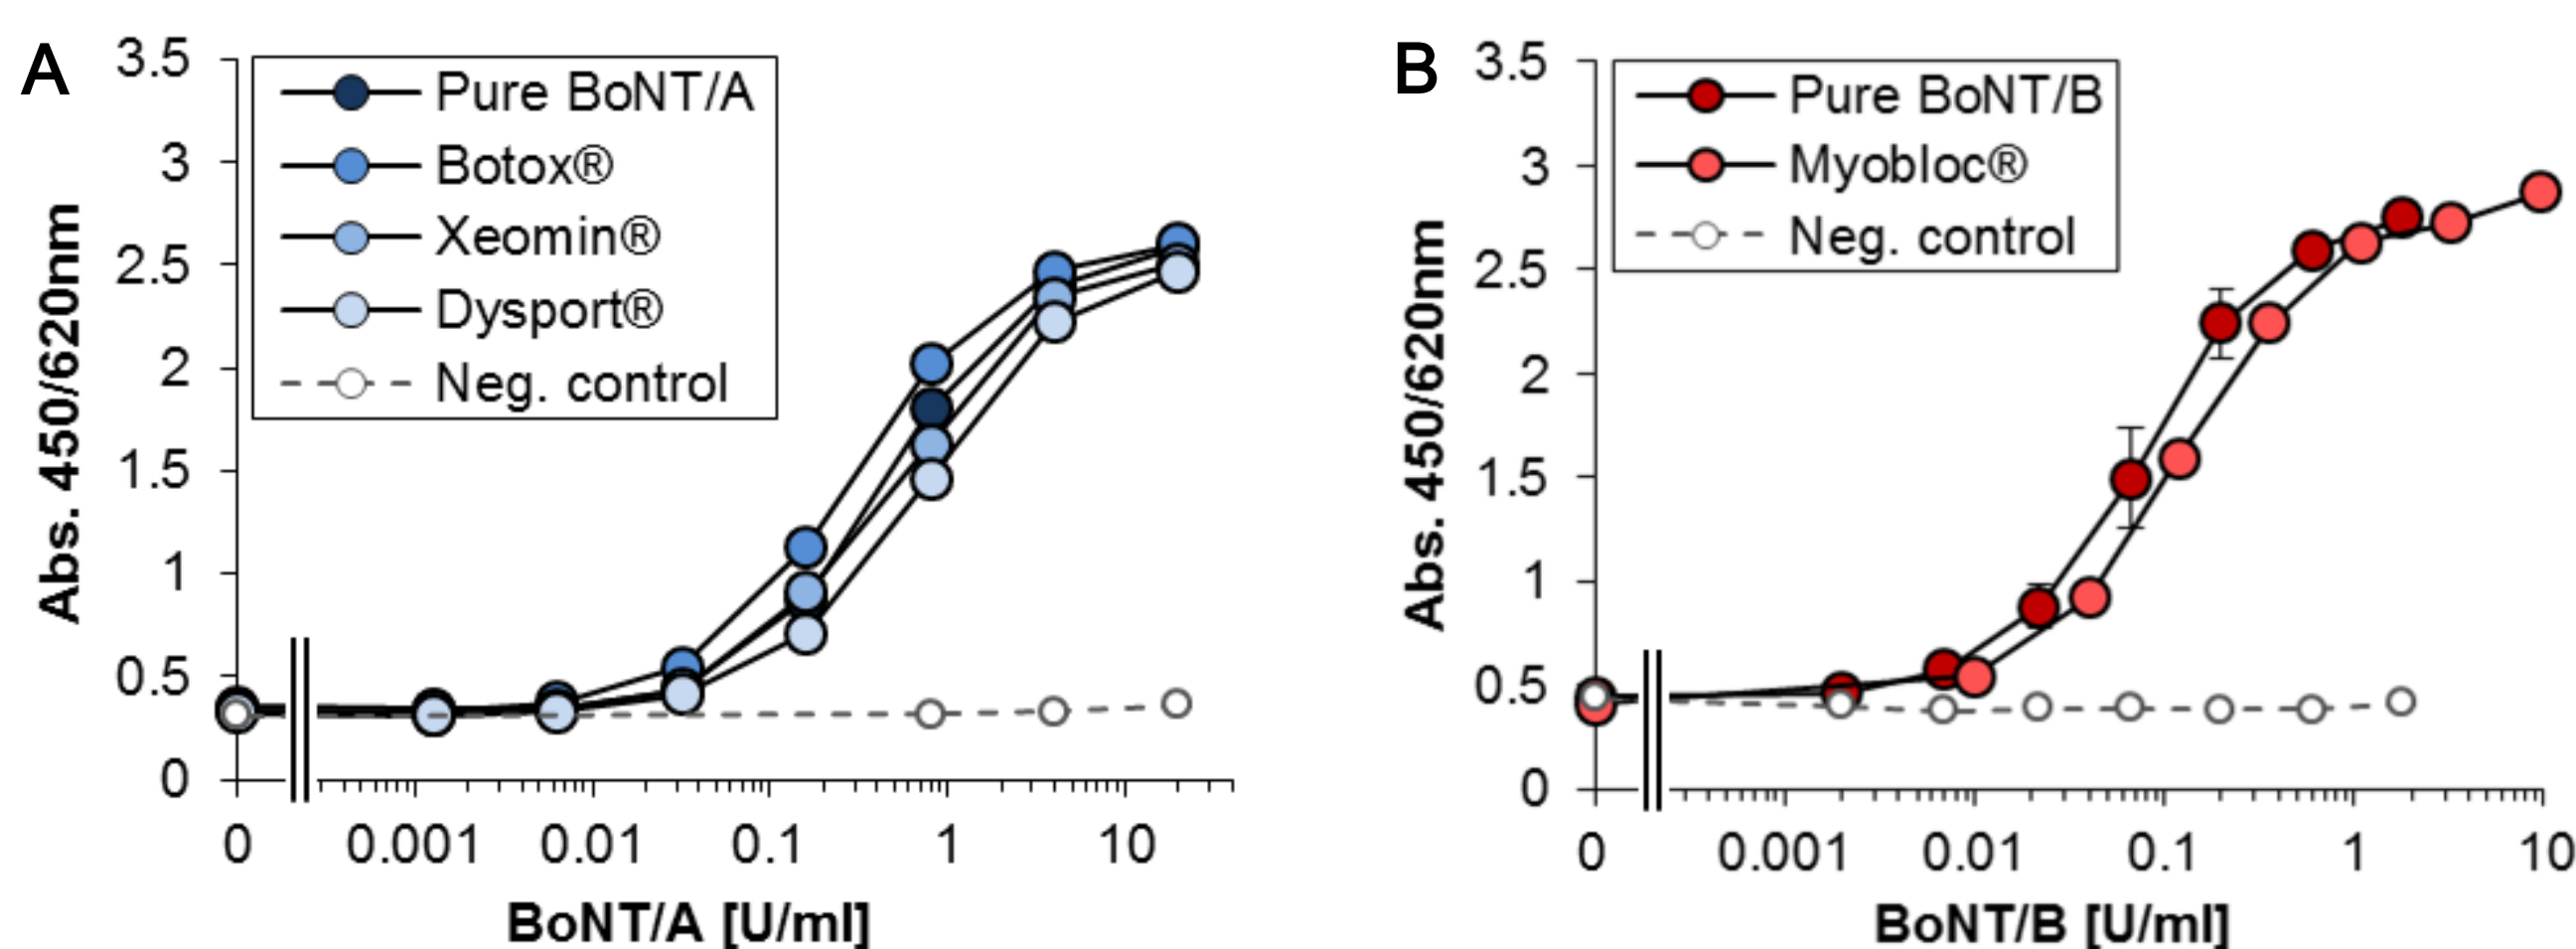 A
3.5
3
2.5
2
1.5
1
0.5
0
Abs. 450/620nm
Pure BoNT/A
Botox®
Xeomin®
Dysport®
Neg. control
0 0.001 0.01 0.1 1 10
BoNT/A [U/ml]
B
3.5
3
2.5
2
1.5
1
0.5
0
Abs. 450/620nm
Pure BoNT/B
Myobloc®
Neg. control
0 0.001 0.01 0.1 1 10
BoNT/B [U/ml]